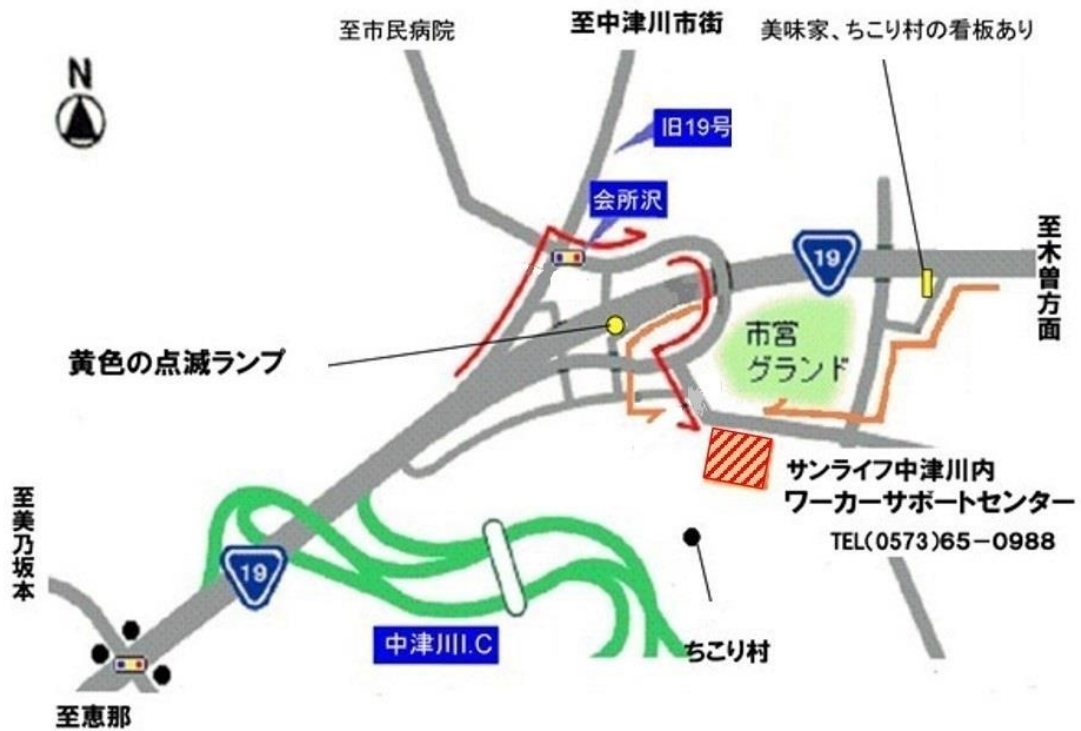 至市民病院
至中津川市街
美味家、ちこり村の看板あり
N
旧19号
会所沢
至木曽方面
19
市営
グランド
黄色の点滅ランプ
サンライフ中津川内
ワーカーサポートセンター
TEL(0573)65-0988
至美乃坂本
19
中津川I.C
ちこり村
至恵那